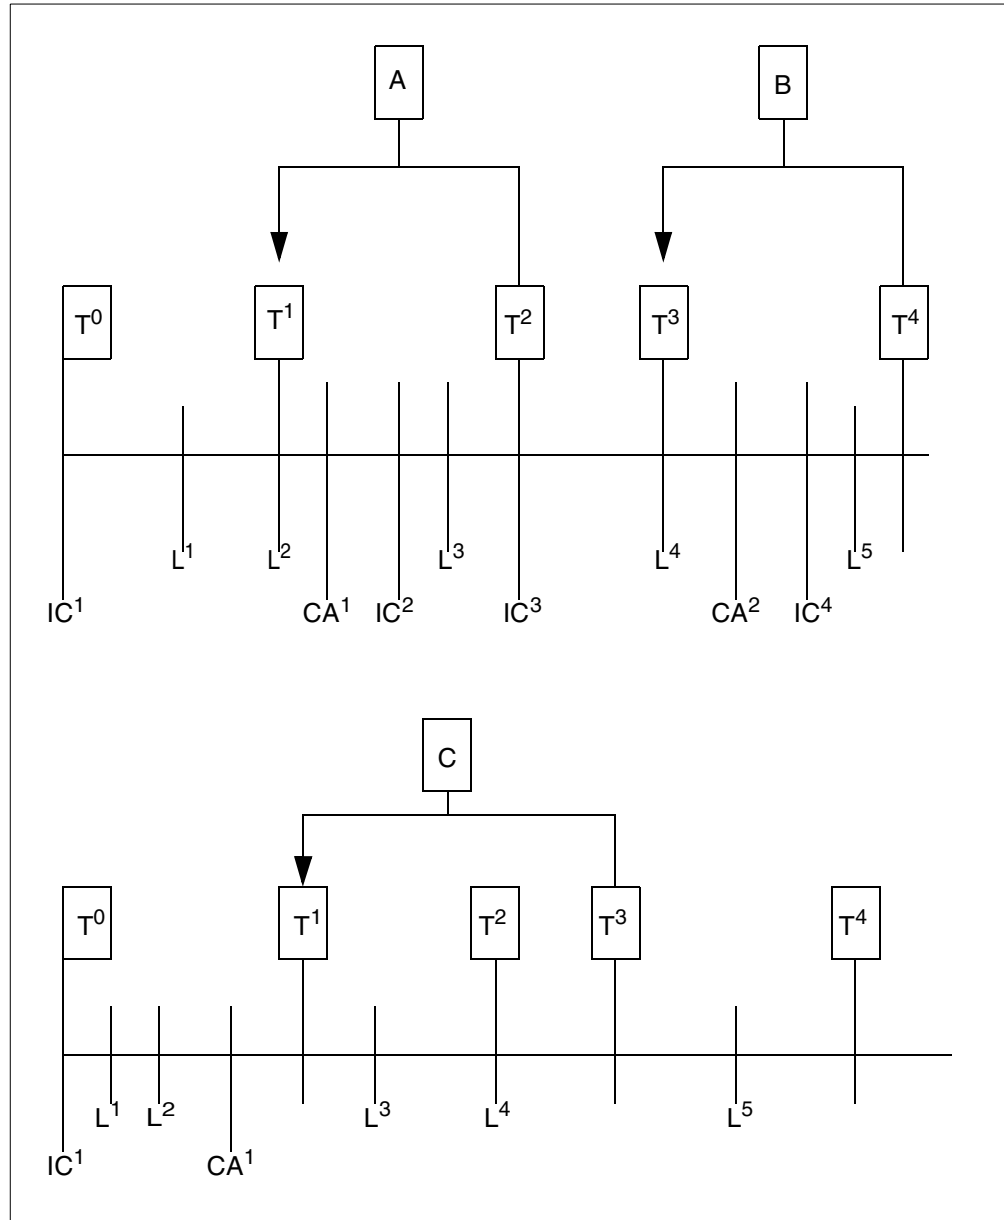 A B
T⁰ T¹ T² T³ T⁴
L¹ L² L³ L⁴ L⁵
IC¹ CA¹ IC² IC³ CA² IC⁴
C
T⁰ T¹ T² T³ T⁴
L¹ L² L³ L⁴ L⁵
IC¹ CA¹